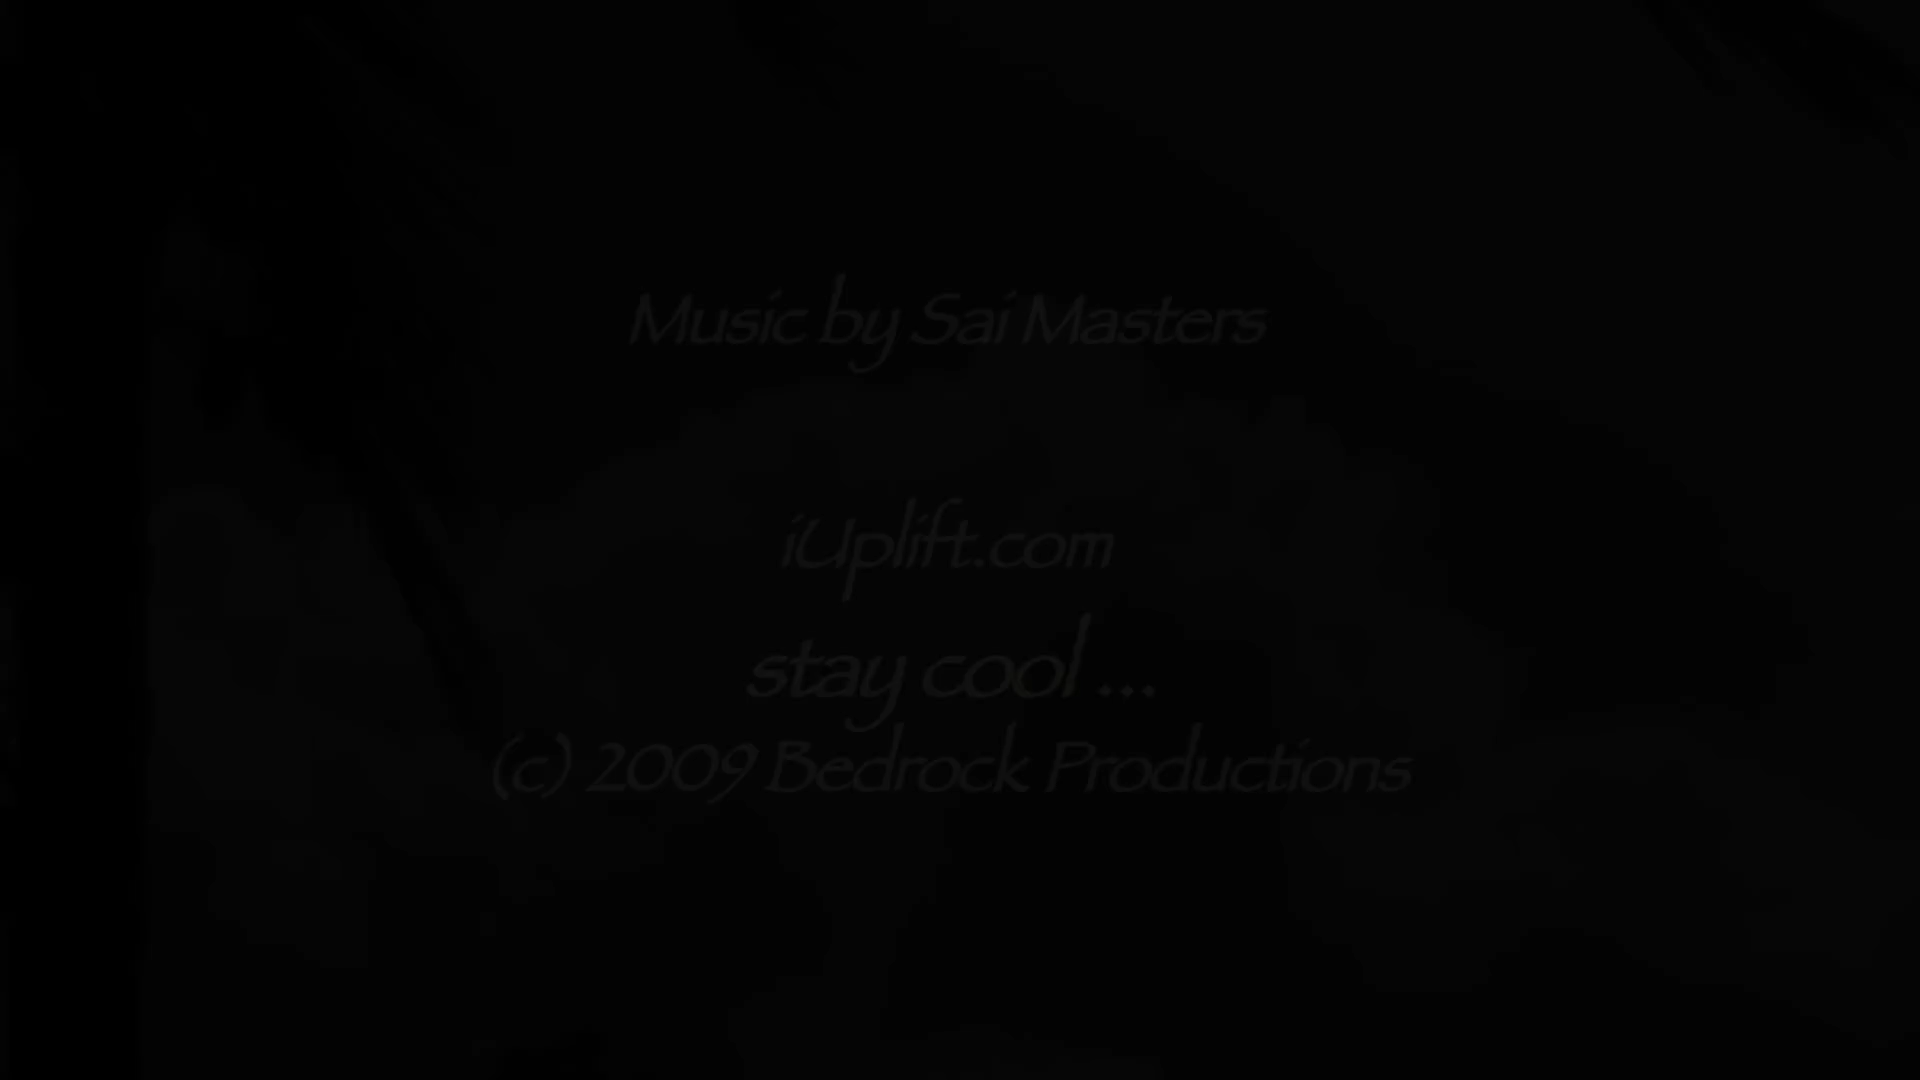 Music by Sai Masters
iUplift.com
stay cool ...
(c) 2009 Bedrock Productions